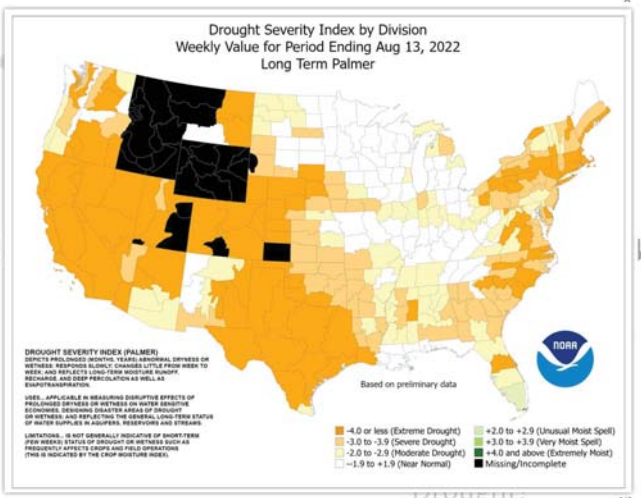 Drought Severity Index by Division
Weekly Value for Period Ending Aug 13, 2022
Long Term Palmer
DROUGHT SEVERITY INDEX (PALMER)
DEPICTS PROLONGED (MONTHS, YEARS) ABNORMAL DRYNESS OR
WETNESS; RESPONDS SLOWLY; CHANGES LITTLE FROM WEEK TO
WEEK; AND REFLECTS LONG-TERM MOISTURE RUNOFF,
RECHARGE, AND DEEP PERCOLATION AS WELL AS
EVAPOTRANSPIRATION.
USES... APPLICABLE IN MEASURING DISRUPTIVE EFFECTS OF
PROLONGED DRYNESS OR WETNESS ON WATER SENSITIVE
ECONOMIES; DESIGNING DISASTER AREAS OF DROUGHT
OR WETNESS; AND REFLECTING THE GENERAL LONG-TERM STATUS
OF WATER SUPPLIES IN AQUIFERS, RESERVOIRS AND STREAMS.
LIMITATIONS... IS NOT GENERALLY INDICATIVE OF SHORT-TERM
(FEW WEEKS) STATUS OF DROUGHT OR WETNESS SUCH AS
FREQUENTLY AFFECTS CROPS AND FIELD OPERATIONS
(THIS IS INDICATED BY THE CROP MOISTURE INDEX).
NOAA
Based on preliminary data
-4.0 or less (Extreme Drought)
-3.0 to -3.9 (Severe Drought)
-2.0 to -2.9 (Moderate Drought)
-1.9 to +1.9 (Near Normal)
+2.0 to +2.9 (Unusual Moist Spell)
+3.0 to +3.9 (Very Moist Spell)
+4.0 and above (Extremely Moist)
Missing/Incomplete